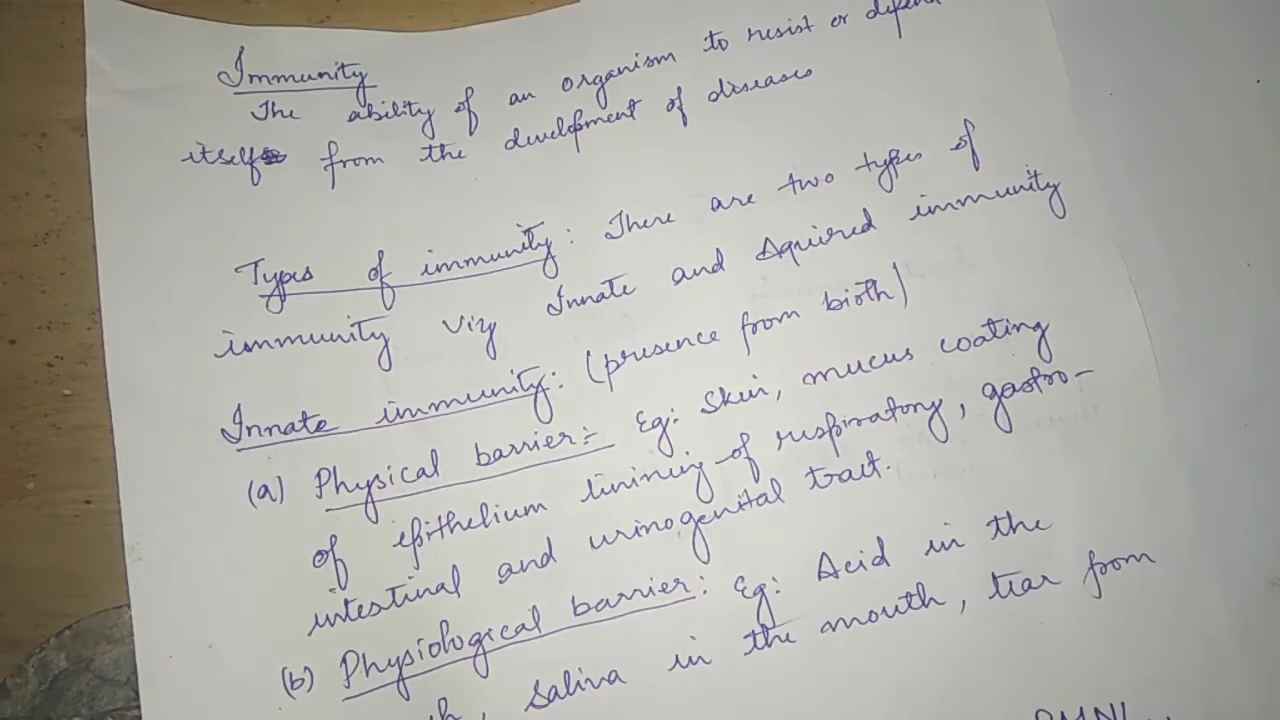 Immunity
The ability of an organism to resist or defend
itself from the development of diseases
Types of immunity: There are two types of
immunity viz Innate and Aquired immunity
Innate immunity: (presence from birth)
(a) Physical barrier:- Eg: Skin, mucus coating
of epithelium lininig of respiratory, gastro-
intestinal and urinogenital tract.
(b) Physiological barrier: Eg: Acid in the
saliva in the mouth, tear from